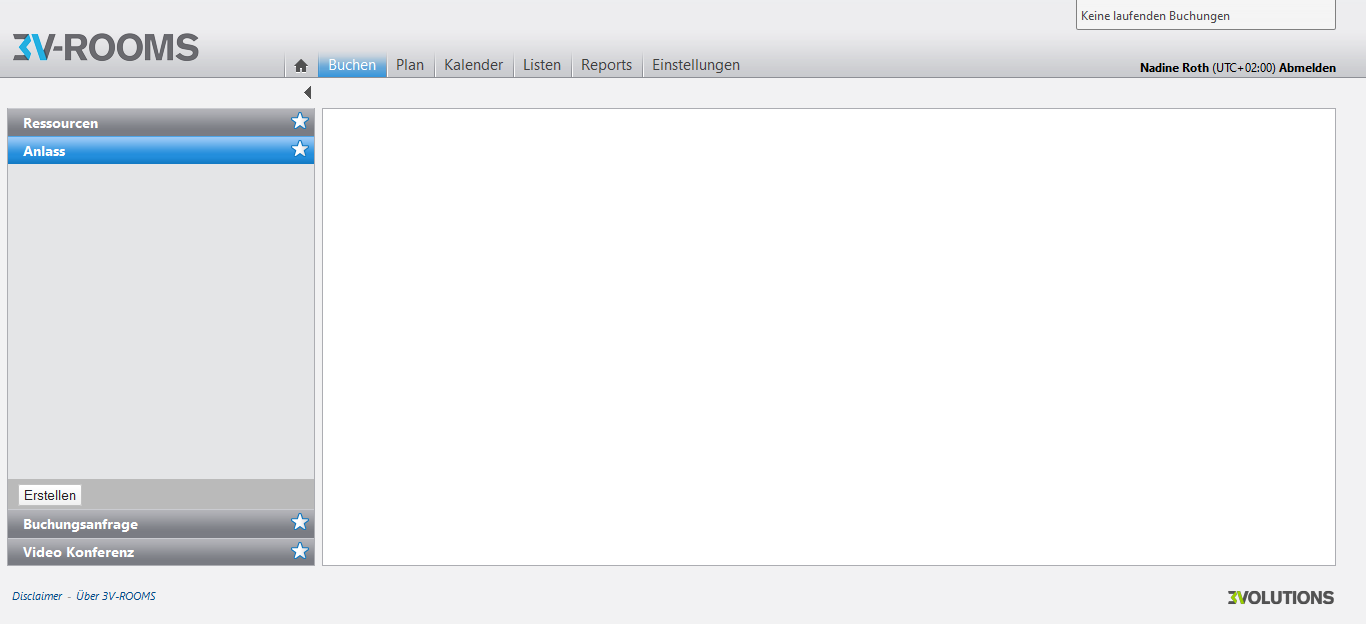 Keine laufenden Buchungen
3V-ROOMS
Buchen Plan Kalender Listen Reports Einstellungen
Nadine Roth (UTC+02:00) Abmelden
Ressourcen
Anlass
Erstellen
Buchungsanfrage
Video Konferenz
Disclaimer - Über 3V-ROOMS
3VOLUTIONS